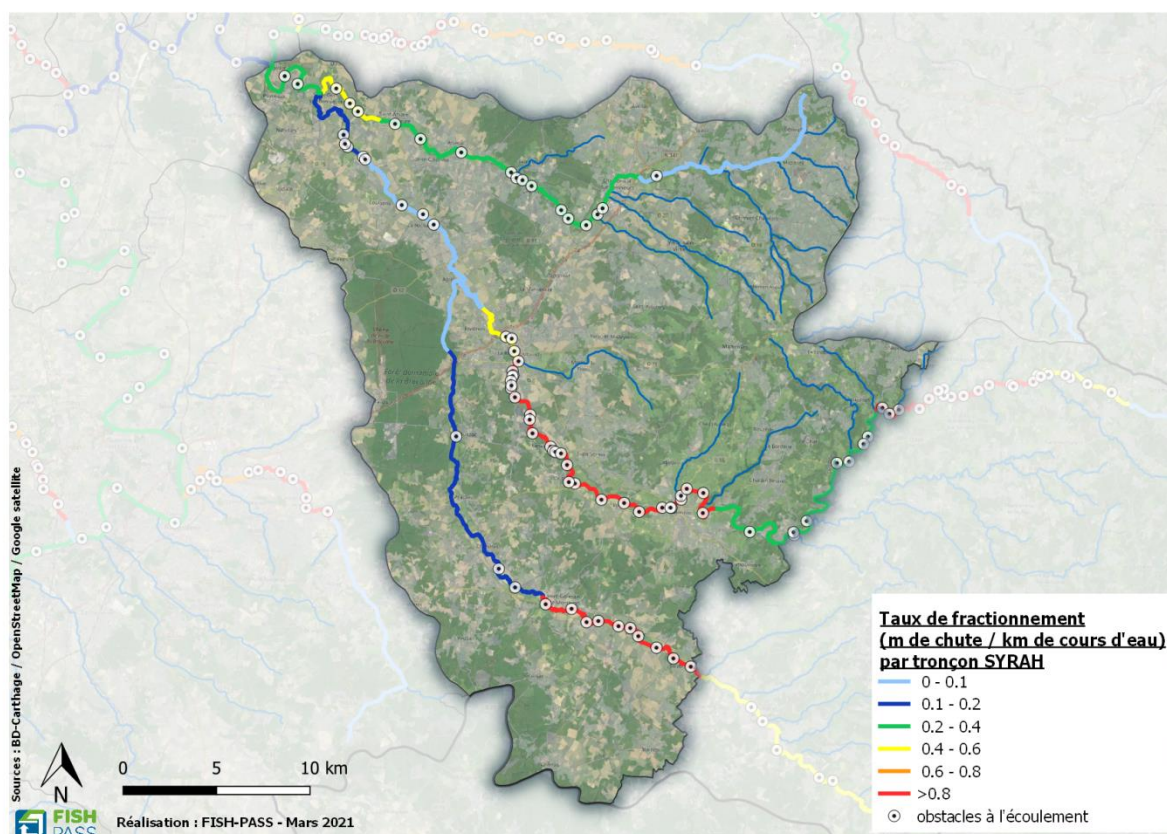 Sources : BD-Carthage / OpenStreetMap / Google satellite
N
0 5 10 km
FISH
PASS
Réalisation : FISH-PASS - Mars 2021
Taux de fractionnement
(m de chute / km de cours d'eau)
par tronçon SYRAH
0 - 0.1
0.1 - 0.2
0.2 - 0.4
0.4 - 0.6
0.6 - 0.8
>0.8
obstacles à l'écoulement